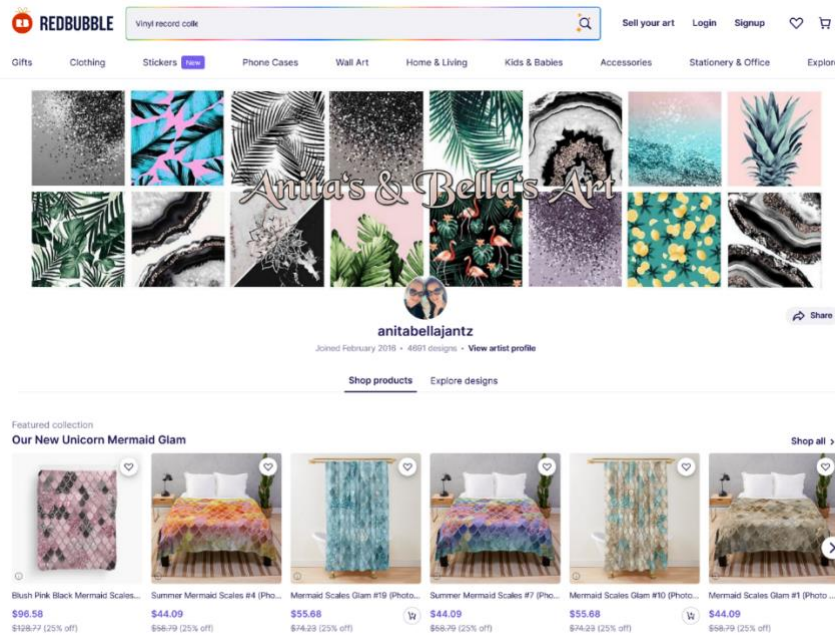 REDBUBBLE
Vinyl record colle
Sell your art Login Signup
Gifts Clothing Stickers New Phone Cases Wall Art Home & Living Kids & Babies Accessories Stationery & Office Explor
Anita's & Bella's Art
Share
anitabellajantz
Joined February 2016 • 4691 designs • View artist profile
Shop products Explore designs
Featured collection
Our New Unicorn Mermaid Glam
Shop all
Blush Pink Black Mermaid Scales... Summer Mermaid Scales #4 (Pho... Mermaid Scales Glam #19 (Photo... Summer Mermaid Scales #7 (Pho... Mermaid Scales Glam #10 (Photo... Mermaid Scales Glam #1 (Photo ...
$96.58 $44.09 $55.68 $44.09 $55.68 $44.09
$128.77 (25% off) $58.79 (25% off) $74.23 (25% off) $58.79 (25% off) $74.23 (25% off) $58.79 (25% off)